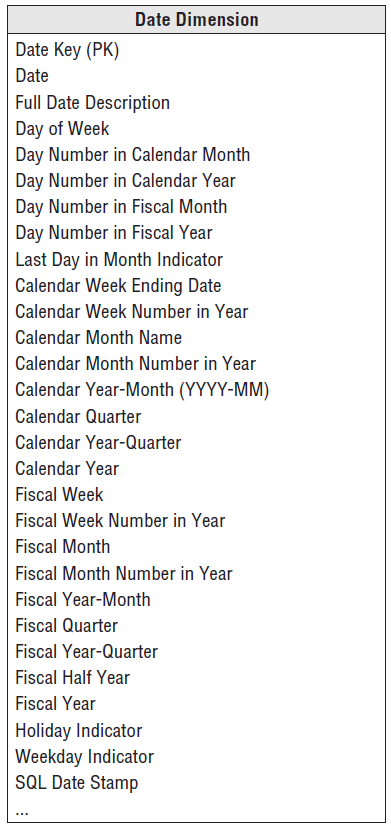 Date Dimension
Date Key (PK)
Date
Full Date Description
Day of Week
Day Number in Calendar Month
Day Number in Calendar Year
Day Number in Fiscal Month
Day Number in Fiscal Year
Last Day in Month Indicator
Calendar Week Ending Date
Calendar Week Number in Year
Calendar Month Name
Calendar Month Number in Year
Calendar Year-Month (YYYY-MM)
Calendar Quarter
Calendar Year-Quarter
Calendar Year
Fiscal Week
Fiscal Week Number in Year
Fiscal Month
Fiscal Month Number in Year
Fiscal Year-Month
Fiscal Quarter
Fiscal Year-Quarter
Fiscal Half Year
Fiscal Year
Holiday Indicator
Weekday Indicator
SQL Date Stamp
...